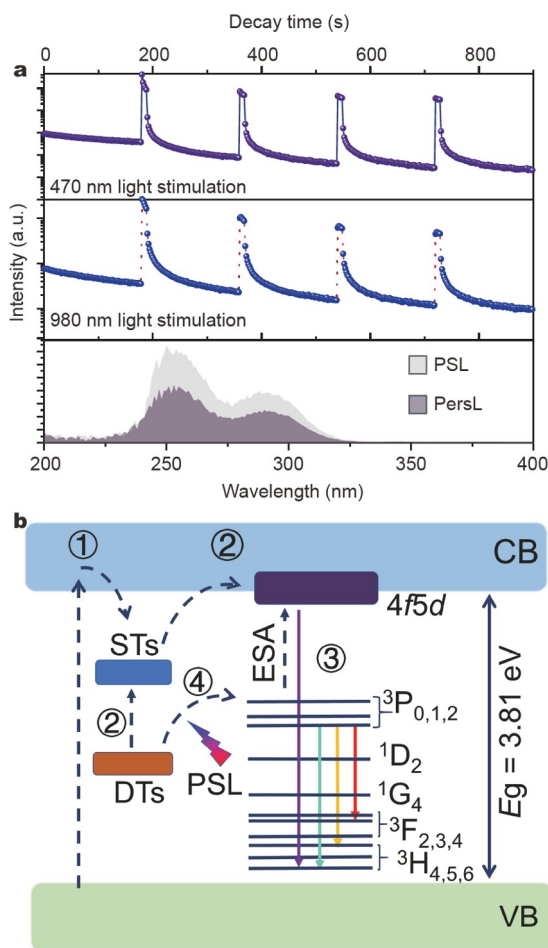 Decay time (s)
0 200 400 600 800
a
470 nm light stimulation
980 nm light stimulation
Intensity (a.u.)
PSL
PersL
200 250 300 350 400
Wavelength (nm)
b
① ② CB
4f5d
STs
ESA
③
④
②
³P₀,₁,₂
DTs
PSL
¹D₂
¹G₄
³F₂,₃,₄
³H₄,₅,₆
Eg = 3.81 eV
VB